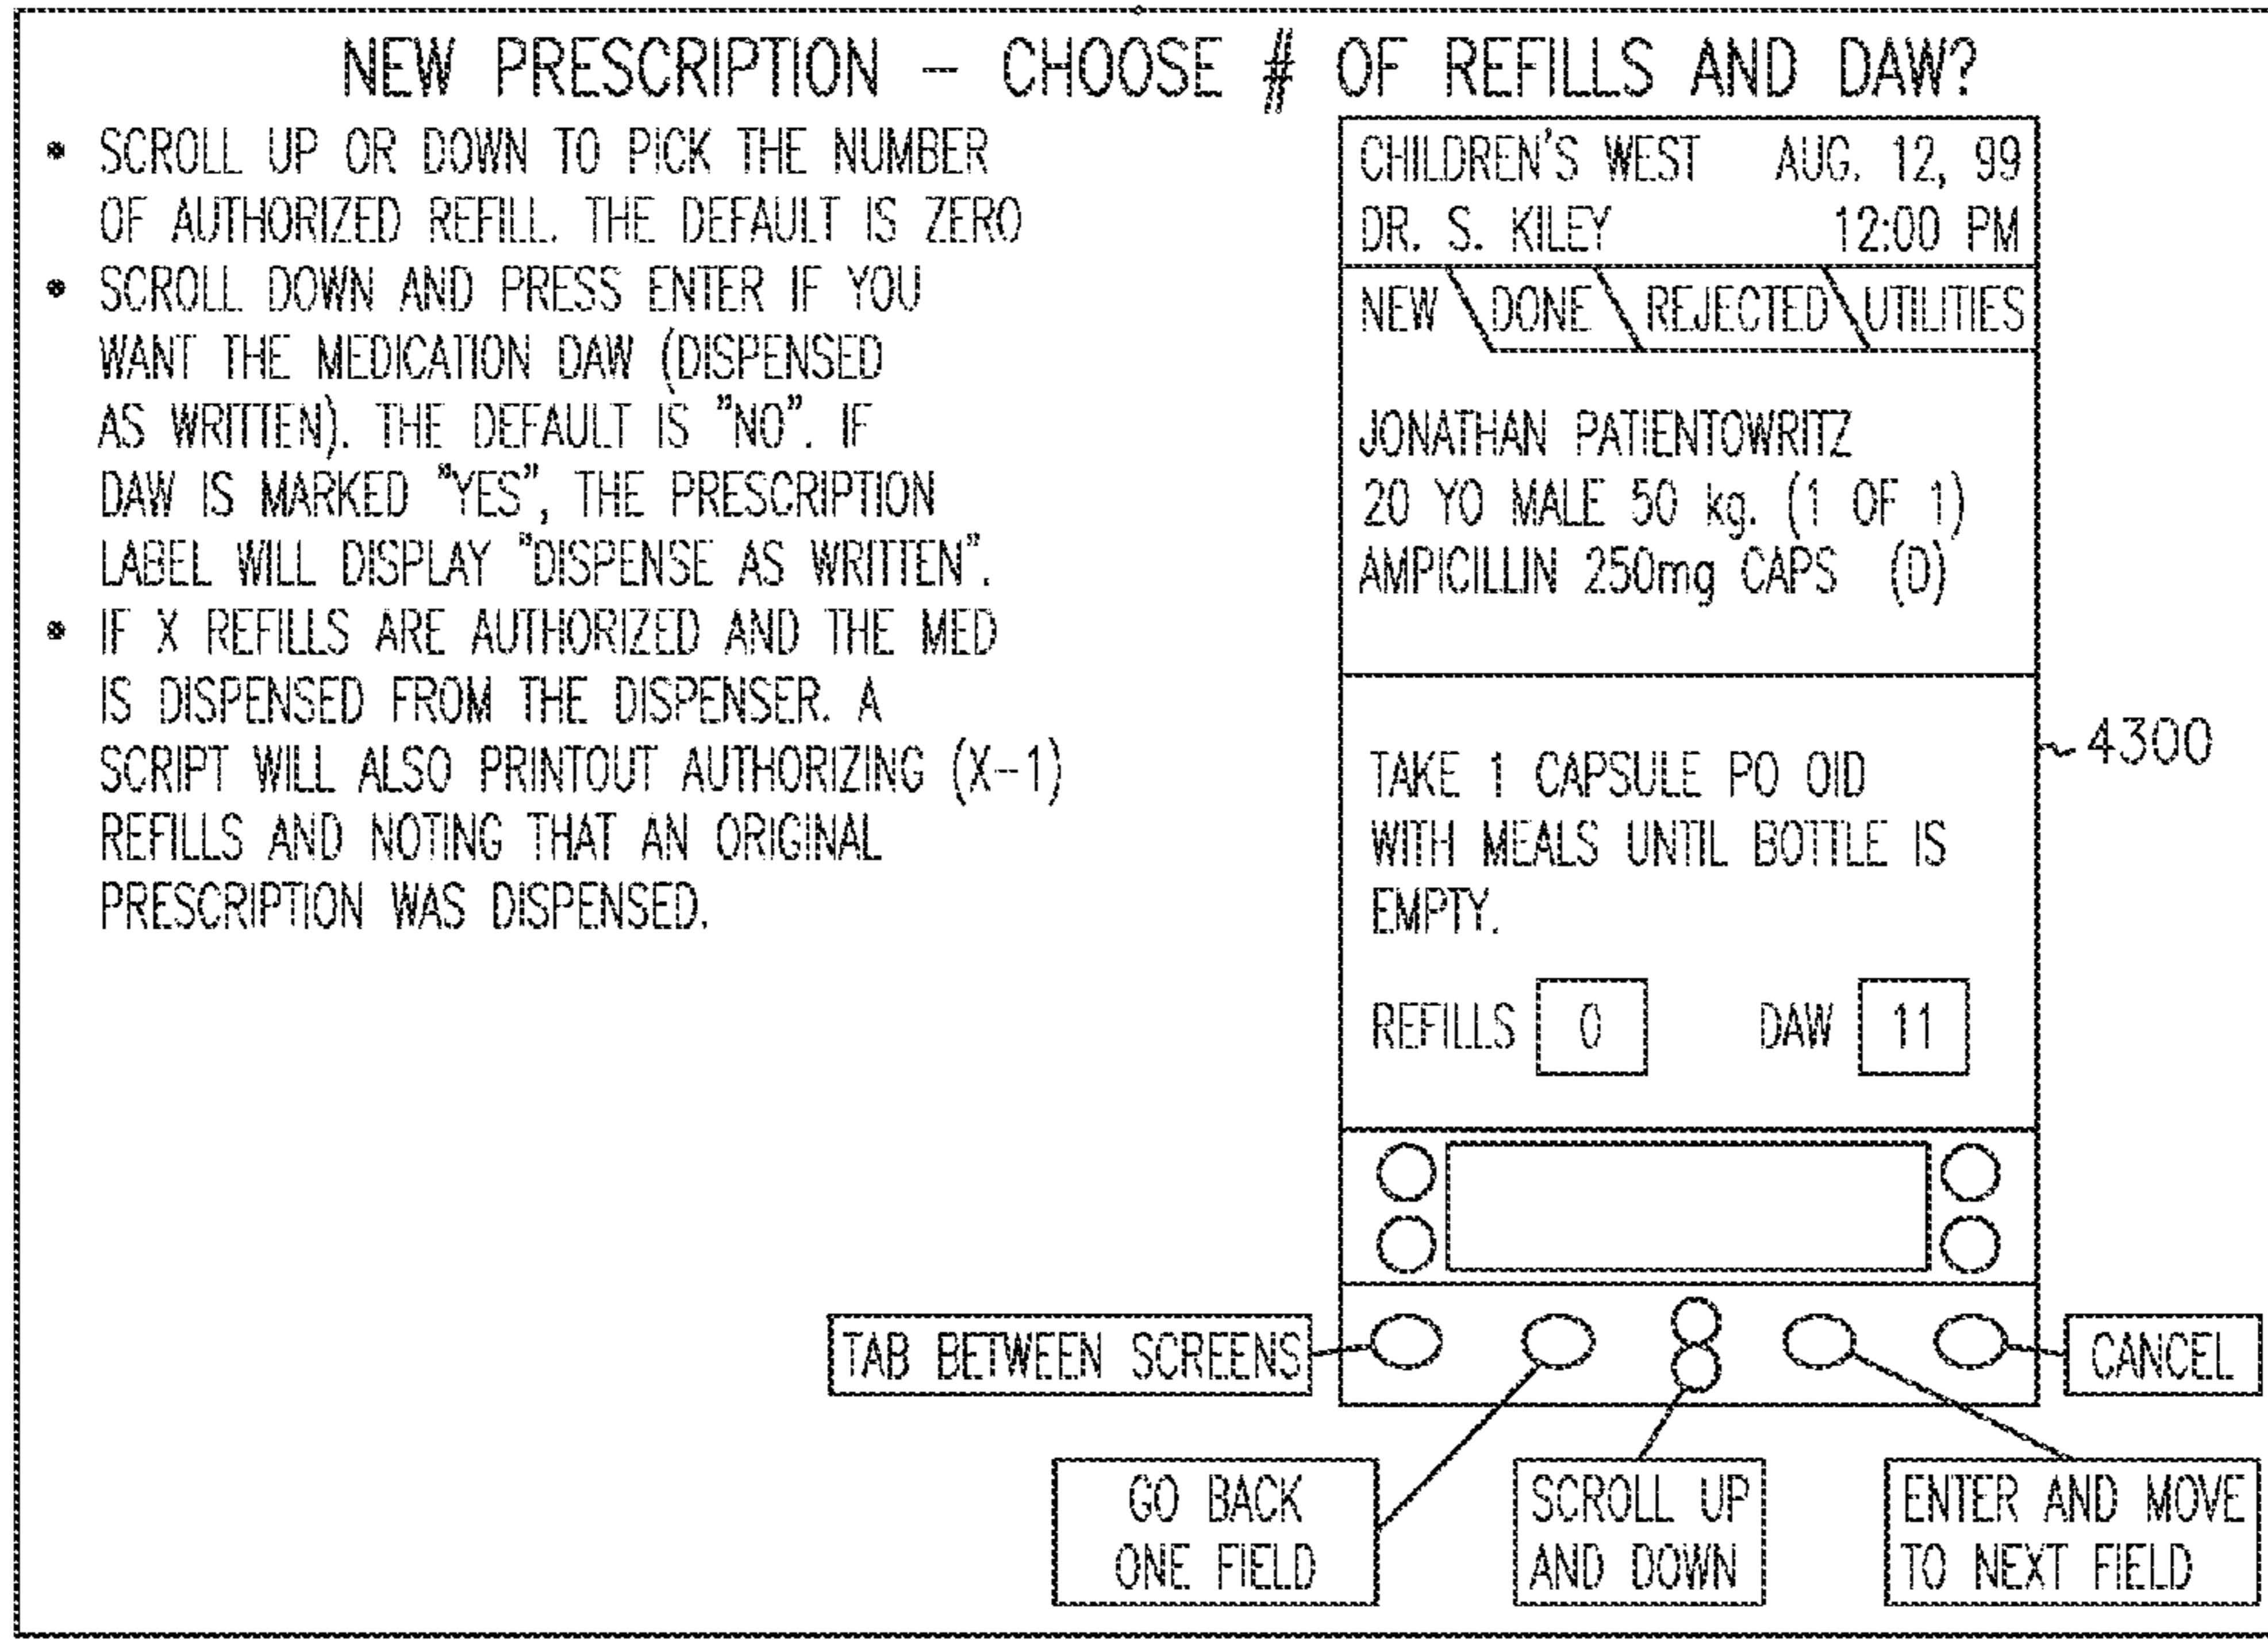 NEW PRESCRIPTION - CHOOSE # OF REFILLS AND DAW?
• SCROLL UP OR DOWN TO PICK THE NUMBER
OF AUTHORIZED REFILL. THE DEFAULT IS ZERO
• SCROLL DOWN AND PRESS ENTER IF YOU
WANT THE MEDICATION DAW (DISPENSED
AS WRITTEN). THE DEFAULT IS "NO". IF
DAW IS MARKED "YES", THE PRESCRIPTION
LABEL WILL DISPLAY "DISPENSE AS WRITTEN".
• IF X REFILLS ARE AUTHORIZED AND THE MED
IS DISPENSED FROM THE DISPENSER. A
SCRIPT WILL ALSO PRINTOUT AUTHORIZING (X-1)
REFILLS AND NOTING THAT AN ORIGINAL
PRESCRIPTION WAS DISPENSED.
CHILDREN'S WEST AUG. 12, 99
DR. S. KILEY 12:00 PM
NEW DONE REJECTED UTILITIES
JONATHAN PATIENTOWRITZ
20 YO MALE 50 kg. (1 OF 1)
AMPICILLIN 250mg CAPS (D)
TAKE 1 CAPSULE PO OID
WITH MEALS UNTIL BOTTLE IS
EMPTY.
REFILLS 0 DAW 11
4300
TAB BETWEEN SCREENS
CANCEL
GO BACK
ONE FIELD
SCROLL UP
AND DOWN
ENTER AND MOVE
TO NEXT FIELD